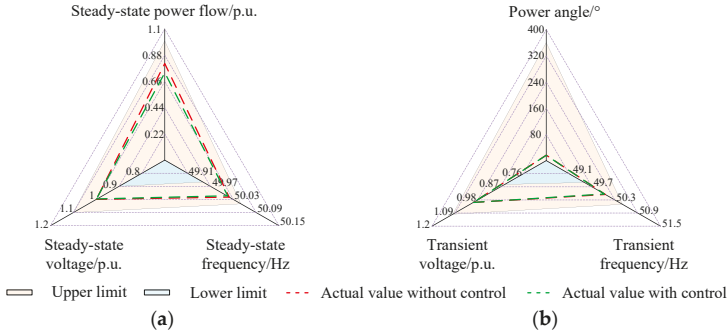 Steady-state power flow/p.u.
1.1
0.88
0.66
0.44
0.22
0.8
0.9
1
1.1
1.2
49.91
49.97
50.03
50.09
50.15
Steady-state
voltage/p.u.
Steady-state
frequency/Hz
Power angle/°
400
320
240
160
80
0.76
0.87
0.98
1.09
1.2
49.1
49.7
50.3
50.9
51.5
Transient
voltage/p.u.
Transient
frequency/Hz
Upper limit Lower limit Actual value without control Actual value with control
(a) (b)